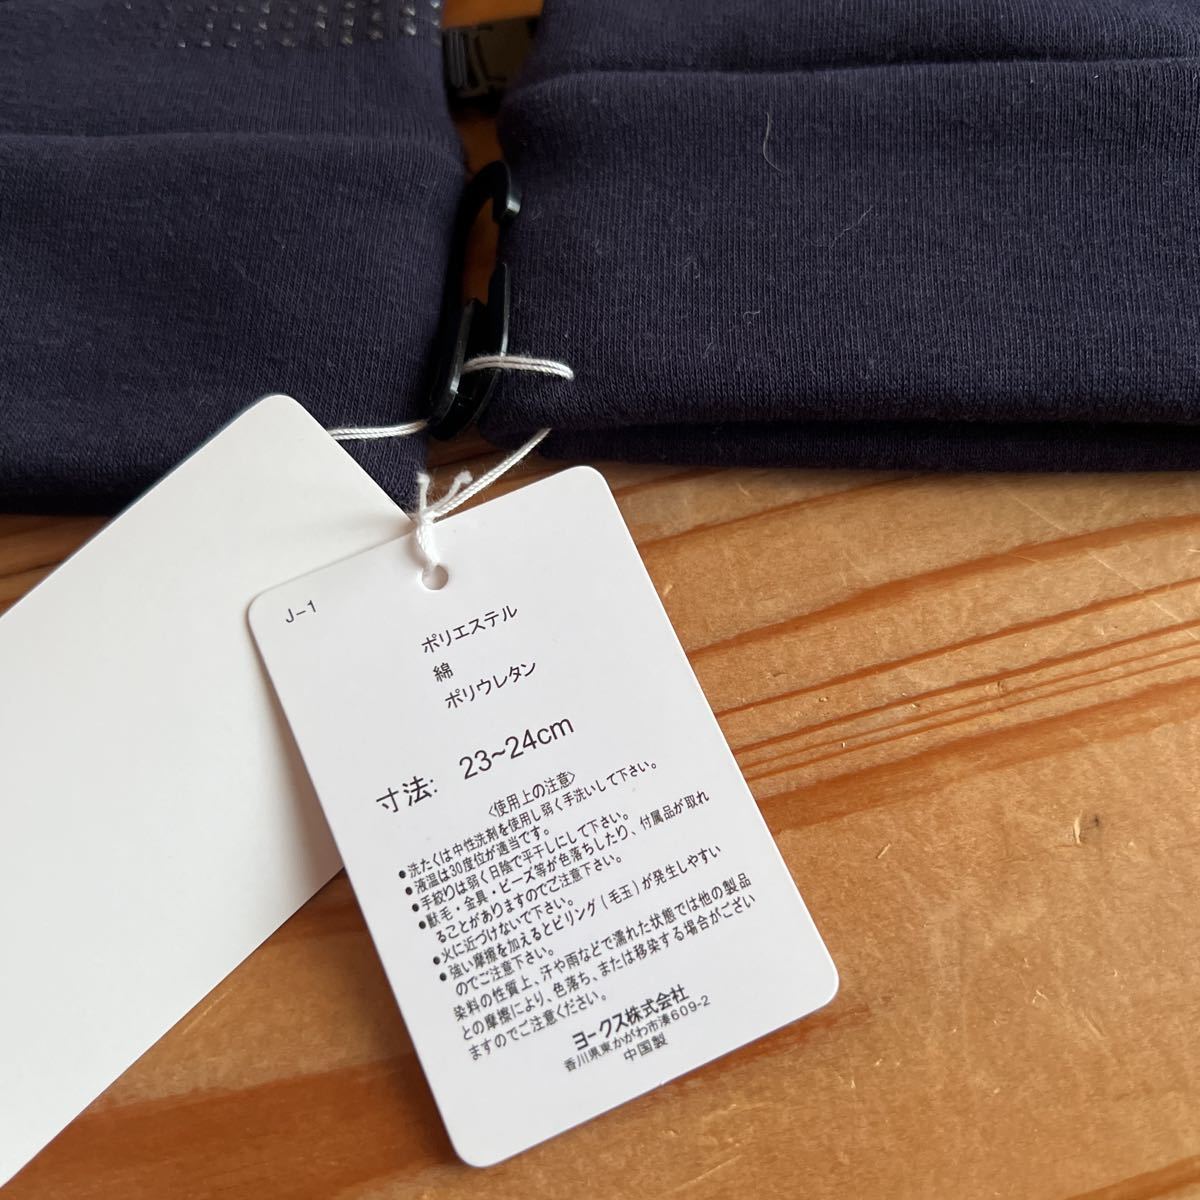 J-1
ポリエステル
綿
ポリウレタン
寸法: 23~24cm
<使用上の注意>
●洗たくは中性洗剤を使用し弱く手洗いして下さい。
●液温は30度位が適当です。
●手絞りは弱く日陰で平干しにして下さい。
●獣毛・金具・ビーズ等が色落ちしたり、付属品が取れ
ることがありますのでご注意下さい。
●火に近づけないで下さい。
●強い摩擦を加えるとピリング(毛玉)が発生しやすい
のでご注意下さい。
染料の性質上、汗や雨などで濡れた状態では他の製品
との摩擦により、色落ち、または移染する場合がござい
ますのでご注意ください。
ヨークス株式会社
香川県東かがわ市湊609-2
中国製